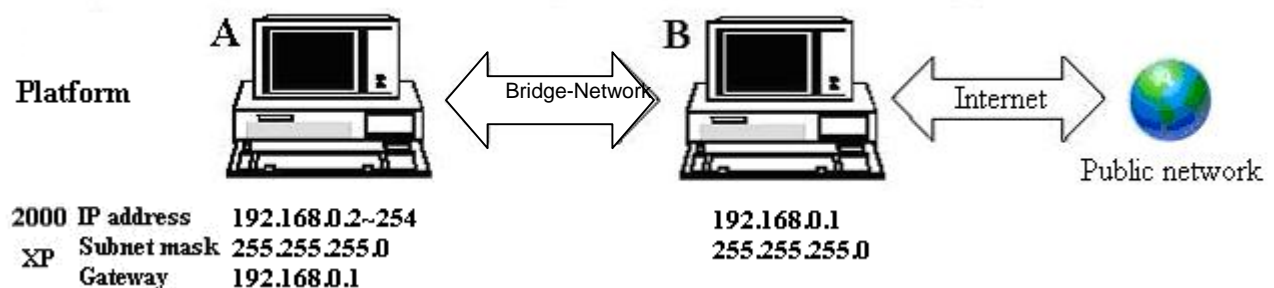 A
B
Platform
Bridge-Network
Internet
Public network
2000 IP address 192.168.0.2~254 192.168.0.1
XP Subnet mask 255.255.255.0 255.255.255.0
Gateway 192.168.0.1